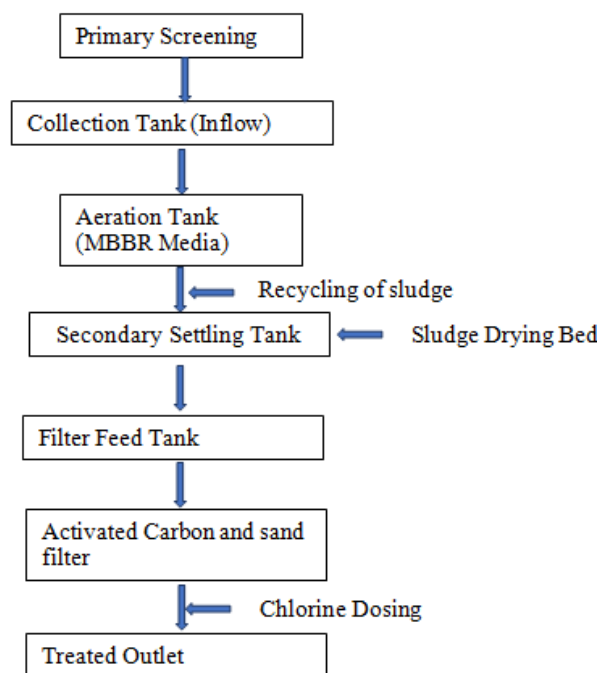 Primary Screening
Collection Tank (Inflow)
Aeration Tank
(MBBR Media)
Recycling of sludge
Secondary Settling Tank
Sludge Drying Bed
Filter Feed Tank
Activated Carbon and sand
filter
Chlorine Dosing
Treated Outlet